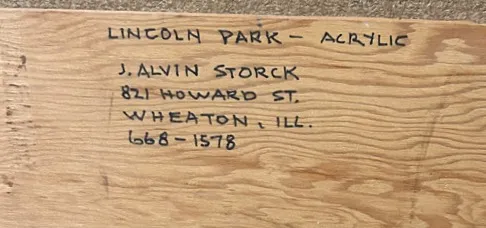 LINCOLN PARK - ACRYLIC
J. ALVIN STORCK
821 HOWARD ST.
WHEATON, ILL.
668-1578